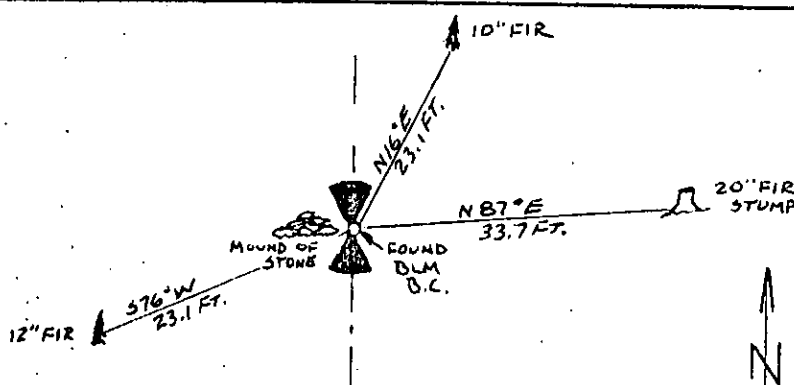 10" FIR
N16°E
23.1 FT.
N87°E
33.7 FT.
20" FIR
STUMP
MOUND OF
STONE
FOUND
BLM
B.C.
S76°W
23.1 FT.
12" FIR
N